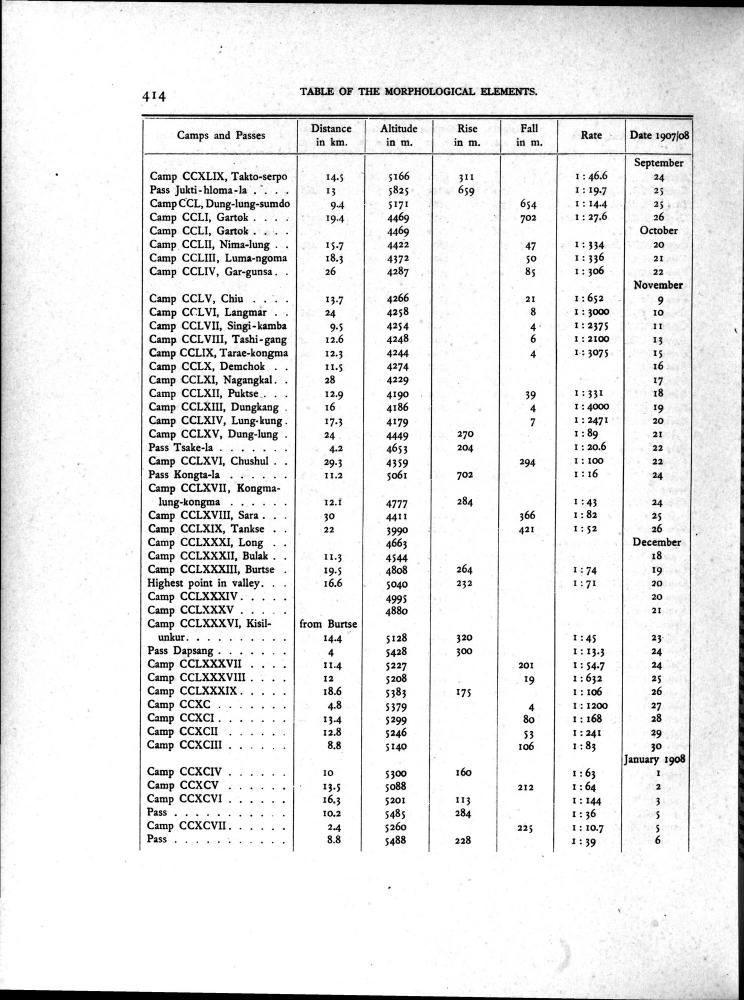 414
TABLE OF THE MORPHOLOGICAL ELEMENTS.
Camps and Passes | Distance in km. | Altitude in m. | Rise in m. | Fall in m. | Rate | Date 1907/08
September
Camp CCXLIX, Takto-serpo 14.5 5166 311 1 : 46.6 24
Pass Jukti-hloma-la . . . . 13 5825 659 1 : 19.7 25
Camp CCL, Dung-lung-sumdo 9.4 5171 654 1 : 14.4 25
Camp CCLI, Gartok . . . . 19.4 4469 702 1 : 27.6 26
Camp CCLI, Gartok . . . . 4469 October
Camp CCLII, Nima-lung . . 15.7 4422 47 1 : 334 20
Camp CCLIII, Luma-ngoma 18.3 4372 50 1 : 336 21
Camp CCLIV, Gar-gunsa . . 26 4287 85 1 : 306 22
November
Camp CCLV, Chiu . . . . 13.7 4266 21 1 : 652 9
Camp CCLVI, Langmar . . 24 4258 8 1 : 3000 10
Camp CCLVII, Singi-kamba 9.5 4254 4 1 : 2375 11
Camp CCLVIII, Tashi-gang 12.6 4248 6 1 : 2100 13
Camp CCLIX, Tarae-kongma 12.3 4244 4 1 : 3075 15
Camp CCLX, Demchok . . 11.5 4274 16
Camp CCLXI, Nagangkal. . 28 4229 17
Camp CCLXII, Puktse . . . 12.9 4190 39 1 : 331 18
Camp CCLXIII, Dungkang . 16 4186 4 1 : 4000 19
Camp CCLXIV, Lung-kung . 17.3 4179 7 1 : 2471 20
Camp CCLXV, Dung-lung . 24 4449 270 1 : 89 21
Pass Tsake-la . . . . . . . 4.2 4653 204 1 : 20.6 22
Camp CCLXVI, Chushul . . 29.3 4359 294 1 : 100 22
Pass Kongta-la . . . . . . 11.2 5061 702 1 : 16 24
Camp CCLXVII, Kongma-
lung-kongma . . . . . . 12.1 4777 284 1 : 43 24
Camp CCLXVIII, Sara . . . 30 4411 366 1 : 82 25
Camp CCLXIX, Tankse . . 22 3990 421 1 : 52 26
Camp CCLXXXI, Long . . 4663 December
Camp CCLXXXII, Bulak . . 11.3 4544 18
Camp CCLXXXIII, Burtse . 19.5 4808 264 1 : 74 19
Highest point in valley. . . 16.6 5040 232 1 : 71 20
Camp CCLXXXIV . . . . . 4995 20
Camp CCLXXXV . . . . . 4880 21
Camp CCLXXXVI, Kisil- from Burtse
unkur. . . . . . . . . . 14.4 5128 320 1 : 45 23
Pass Dapsang . . . . . . . 4 5428 300 1 : 13.3 24
Camp CCLXXXVII . . . . 11.4 5227 201 1 : 54.7 24
Camp CCLXXXVIII . . . . 12 5208 19 1 : 632 25
Camp CCLXXXIX . . . . . 18.6 5383 175 1 : 106 26
Camp CCXC . . . . . . . 4.8 5379 4 1 : 1200 27
Camp CCXCI . . . . . . . 13.4 5299 80 1 : 168 28
Camp CCXCII . . . . . . 12.8 5246 53 1 : 241 29
Camp CCXCIII . . . . . . 8.8 5140 106 1 : 83 30
January 1908
Camp CCXCIV . . . . . . 10 5300 160 1 : 63 1
Camp CCXCV . . . . . . 13.5 5088 212 1 : 64 2
Camp CCXCVI . . . . . . 16.3 5201 113 1 : 144 3
Pass . . . . . . . . . . . 10.2 5485 284 1 : 36 5
Camp CCXCVII . . . . . . 2.4 5260 225 1 : 10.7 5
Pass . . . . . . . . . . . 8.8 5488 228 1 : 39 6